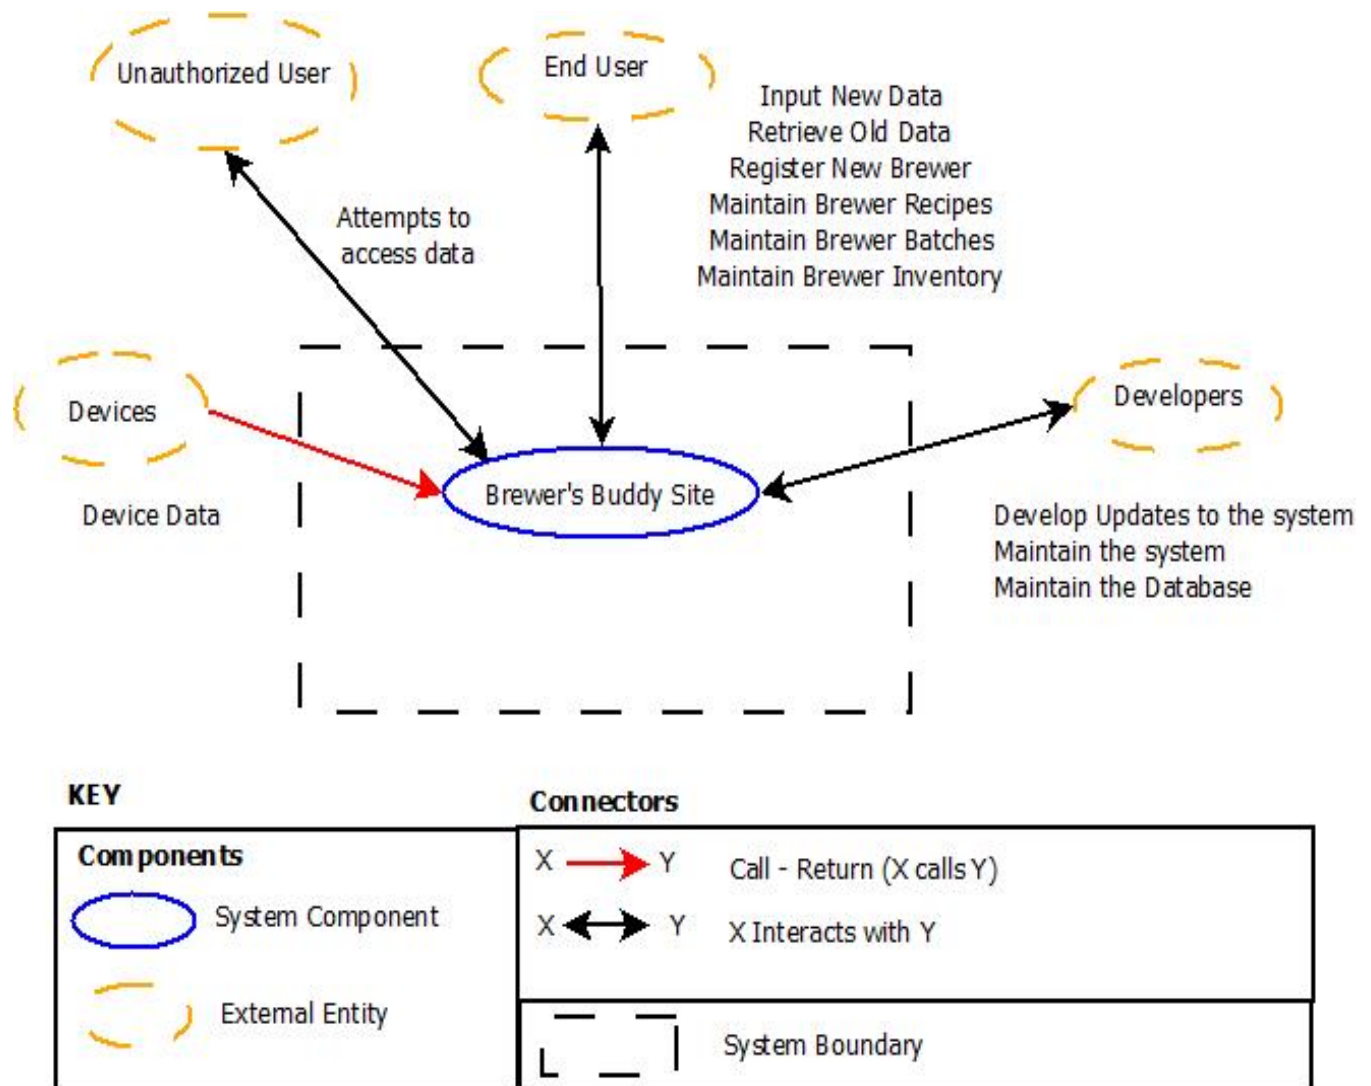 Unauthorized User
End User
Input New Data
Retrieve Old Data
Register New Brewer
Maintain Brewer Recipes
Maintain Brewer Batches
Maintain Brewer Inventory
Attempts to
access data
Devices
Device Data
Brewer's Buddy Site
Developers
Develop Updates to the system
Maintain the system
Maintain the Database
KEY
Components
System Component
External Entity
Connectors
X Y Call - Return (X calls Y)
X Y X Interacts with Y
System Boundary